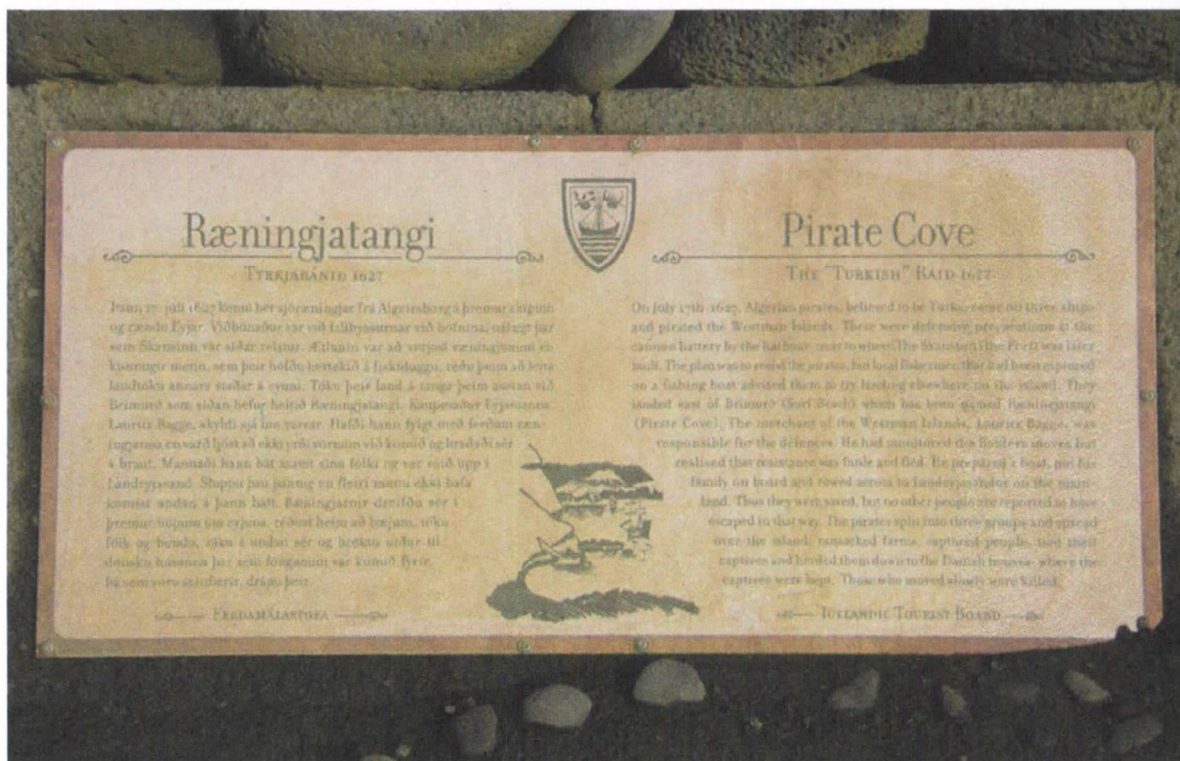 Ræningjatangi
Tyrkjaránið 1627
Þann 17. júlí 1627 komu hér sjóræningjar frá Algeirsborg á þremur skipum
og rændu Eyjar. Viðbúnaður var við fallbyssurnar við höfnina, nálægt þar
sem Skansinn var síðar reistur. Ætlunin var að verjast ræningjunum en
kunnugir menn, sem þeir höfðu hertekið á fiskiduggu, réðu þeim að leita
landtöku annars staðar á eynni. Tóku þeir land á tanga þeim austan við
Brimurð sem síðan hefur heitið Ræningjatangi. Kaupmaður Eyjamanna
Lauritz Bagge, skyldi sjá um varnir. Hafði hann fylgt með ferðum ræn-
ingjanna en varð ljóst að ekki yrði vörnum við komið og hraðaði sér
á braut. Mannaði hann bát sinn sínu fólki og var róið upp í
Landeyjasand. Sluppu þau þannig en fleiri munu ekki hafa
komist undan á þann hátt. Ræningjarnir dreifðu sér í
þremur hópum um eyjuna, réðust heim að bæjum, tóku
fólk og bundu, ráku á undan sér og hröktu niður til
dönsku húsanna þar sem föngunum var komið fyrir.
Þá sem voru seinfærir, drápu þeir.
Ferðamálastofa
Pirate Cove
The "Turkish" Raid 1627
On July 17th 1627, Algerian pirates, believed to be Turks, came on three ships
and pirated the Westman Islands. There were defensive preparations at the
cannon battery by the harbour, near to where The Skansinn (The Fort) was later
built. The plan was to resist the pirates, but local fishermen that had been captured
on a fishing boat advised them to try landing elsewhere on the island. They
landed east of Brimurð (Surf Beach) which has been named Ræningjatangi
(Pirate Cove). The merchant of the Westman Islands, Lauritz Bagge, was
responsible for the defences. He had monitored the raiders moves but
realised that resistance was futile and fled. He prepared a boat, put his
family on board and rowed across to Landeyjasandur on the main-
land. Thus they were saved, but no other people are reported to have
escaped in that way. The pirates split into three groups and spread
over the island, ransacked farms, captured people, tied their
captives and herded them down to the Danish houses, where the
captives were kept. Those who moved slowly were killed.
Icelandic Tourist Board